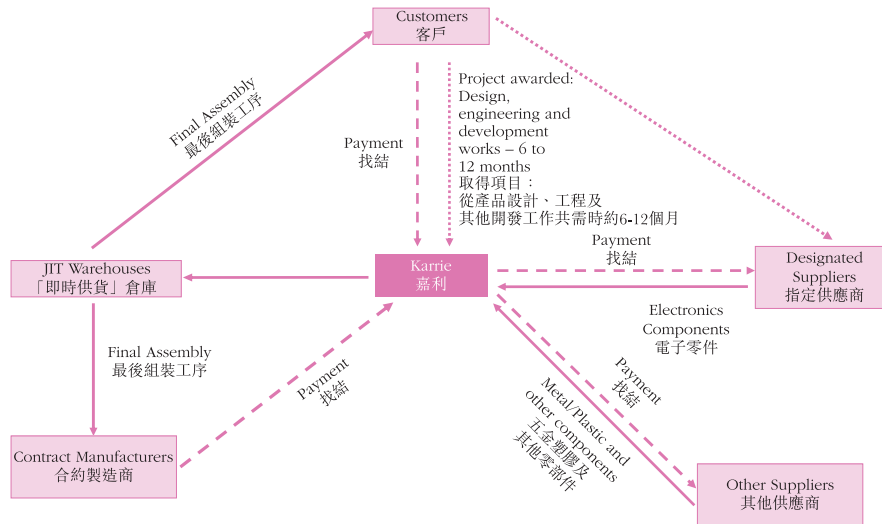 Customers
客戶
Project awarded:
Design,
engineering and
development
works – 6 to
12 months
取得項目：
從產品設計、工程及
其他開發工作共需時約6-12個月
Payment
找結
Final Assembly
最後組裝工序
JIT Warehouses
「即時供貨」倉庫
Karrie
嘉利
Payment
找結
Designated
Suppliers
指定供應商
Electronics
Components
電子零件
Final Assembly
最後組裝工序
Payment
找結
Payment
找結
Metal/Plastic and
other components
五金塑膠及
其他零部件
Contract Manufacturers
合約製造商
Other Suppliers
其他供應商